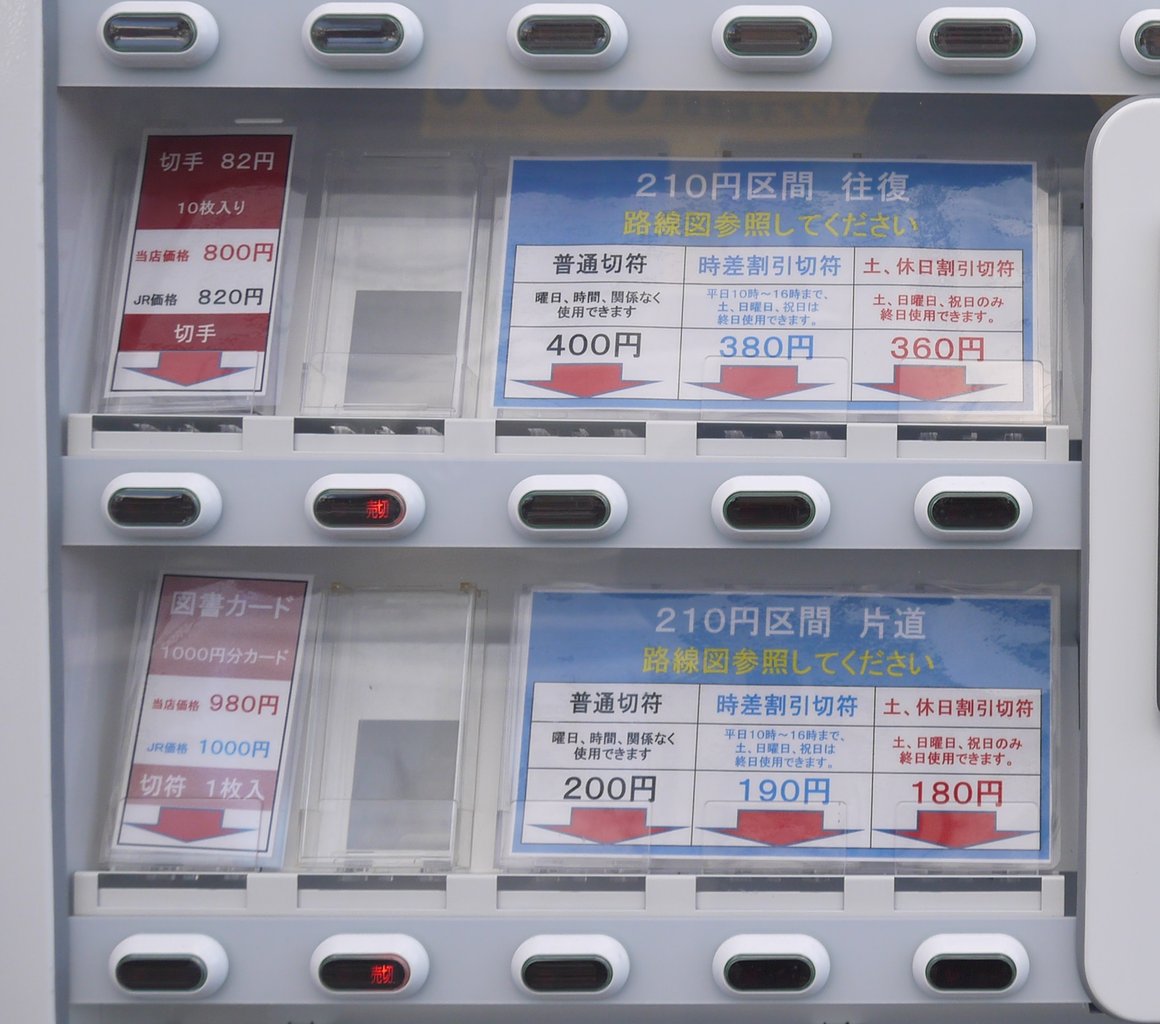 切手 82円
10枚入り
当店価格 800円
JR価格 820円
切手
210円区間 往復
路線図参照してください
普通切符
曜日、時間、関係なく
使用できます
400円
時差割引切符
平日10時～16時まで、
土、日曜日、祝日は
終日使用できます。
380円
土、休日割引切符
土、日曜日、祝日のみ
終日使用できます。
360円
売切
図書カード
1000円分カード
当店価格 980円
JR価格 1000円
切符 1枚入
210円区間 片道
路線図参照してください
普通切符
曜日、時間、関係なく
使用できます
200円
時差割引切符
平日10時～16時まで、
土、日曜日、祝日は
終日使用できます。
190円
土、休日割引切符
土、日曜日、祝日のみ
終日使用できます。
180円
売切